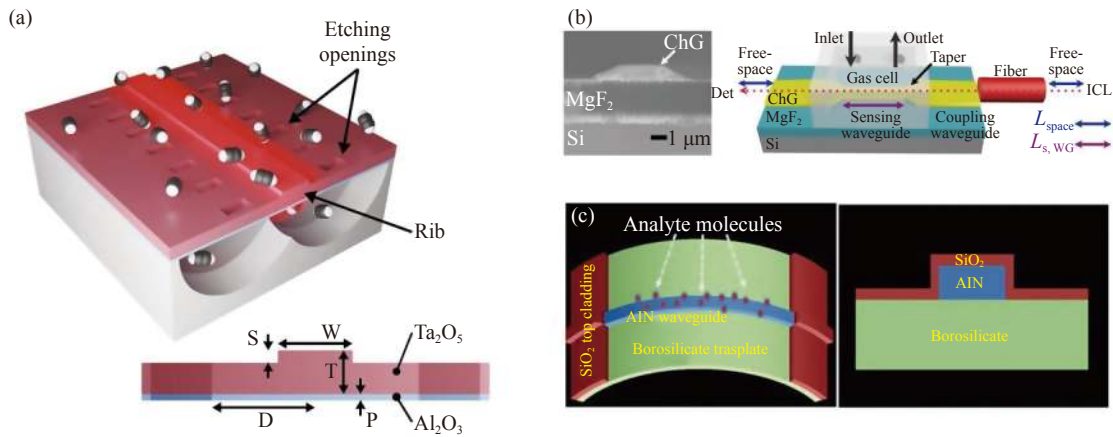 (a)
Etching
openings
Rib
S
W
T
Ta2O5
D
P
Al2O3
(b)
ChG
MgF2
Si
1 μm
Inlet
Outlet
Taper
Free-
space
Gas cell
Fiber
Free-
space
Det
ICL
ChG
MgF2
Si
Sensing
waveguide
Coupling
waveguide
Lspace
Ls, WG
(c)
Analyte molecules
SiO2 top cladding
AIN waveguide
Borosilicate trasplate
SiO2
AIN
Borosilicate